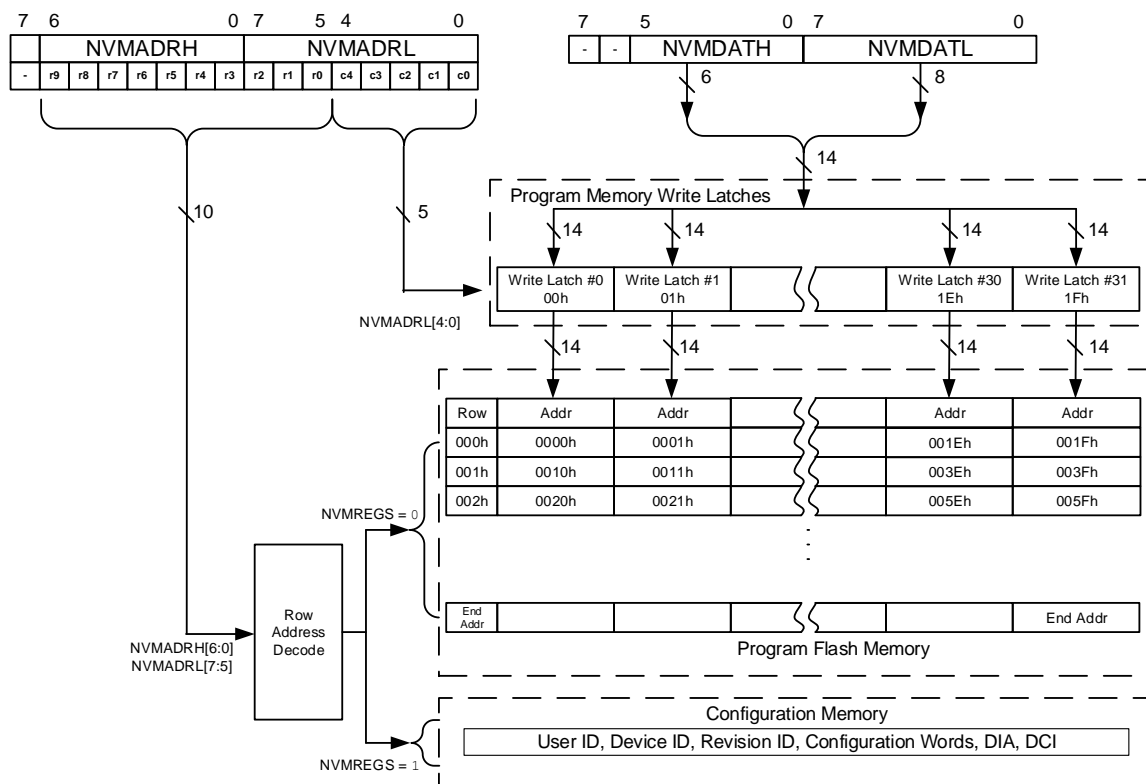 7 6 0 7 5 4 0
7 5 0 7 0
NVMADRH NVMADRL
NVMDATH NVMDATL
- -
- r9 r8 r7 r6 r5 r4 r3 r2 r1 r0 c4 c3 c2 c1 c0
6 8
14
Program Memory Write Latches
10 5
14 14 14 14
Write Latch #0 Write Latch #1 Write Latch #30 Write Latch #31
00h 01h 1Eh 1Fh
NVMADRL[4:0]
14 14 14 14
Row Addr Addr Addr Addr
000h 0000h 0001h 001Eh 001Fh
001h 0010h 0011h 003Eh 003Fh
002h 0020h 0021h 005Eh 005Fh
NVMREGS = 0
Row
Address
Decode
End
Addr
End Addr
NVMADRH[6:0]
NVMADRL[7:5]
Program Flash Memory
Configuration Memory
User ID, Device ID, Revision ID, Configuration Words, DIA, DCI
NVMREGS = 1